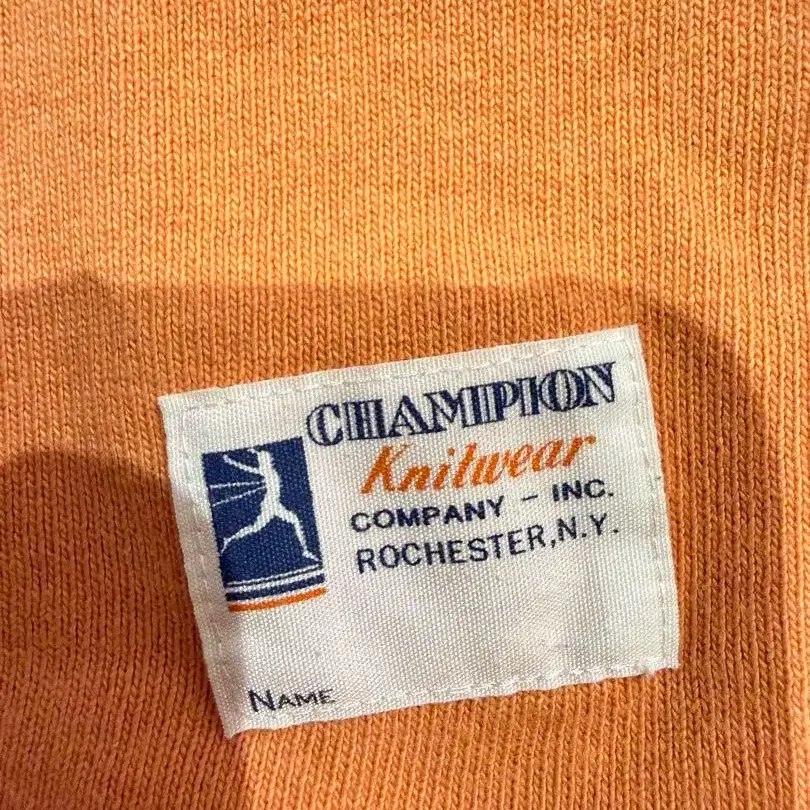 CHAMPION
Knitwear
COMPANY - INC.
ROCHESTER, N.Y.
NAME